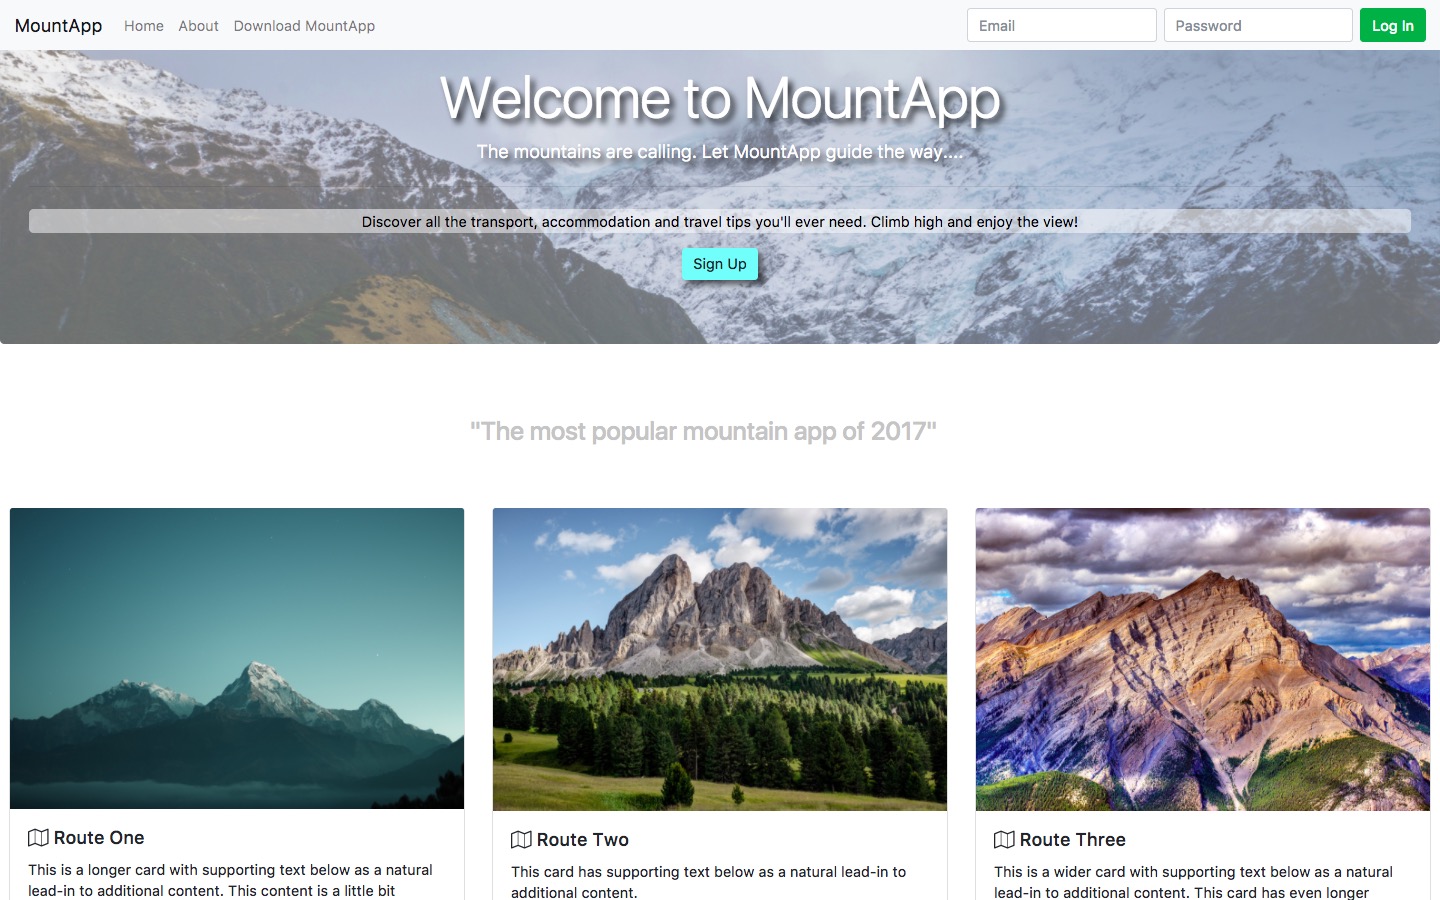 MountApp Home About Download MountApp Email Password Log In
Welcome to MountApp
The mountains are calling. Let MountApp guide the way....
Discover all the transport, accommodation and travel tips you'll ever need. Climb high and enjoy the view!
Sign Up
"The most popular mountain app of 2017"
Route One
This is a longer card with supporting text below as a natural
lead-in to additional content. This content is a little bit
Route Two
This card has supporting text below as a natural lead-in to
additional content.
Route Three
This is a wider card with supporting text below as a natural
lead-in to additional content. This card has even longer